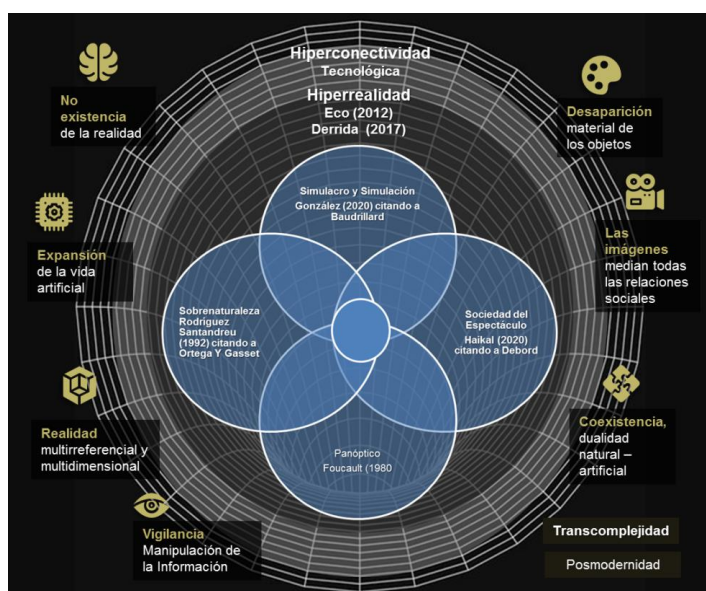 Hiperconectividad
Tecnológica
Hiperrealidad
Eco (2012)
Derrida (2017)
No
existencia
de la realidad
Desaparición
material de
los objetos
Simulacro y Simulación
González (2020) citando a
Baudrillard
Expansión
de la vida
artificial
Las
imágenes
median todas
las relaciones
sociales
Sobrenaturaleza
Rodríguez
Santandreu
(1992) citando a
Ortega Y Gasset
Sociedad del
Espectáculo
Haikal (2020)
citando a Debord
Realidad
multirreferencial y
multidimensional
Coexistencia,
dualidad
natural –
artificial
Panóptico
Foucault (1980
Vigilancia
Manipulación de
la Información
Transcomplejidad
Posmodernidad